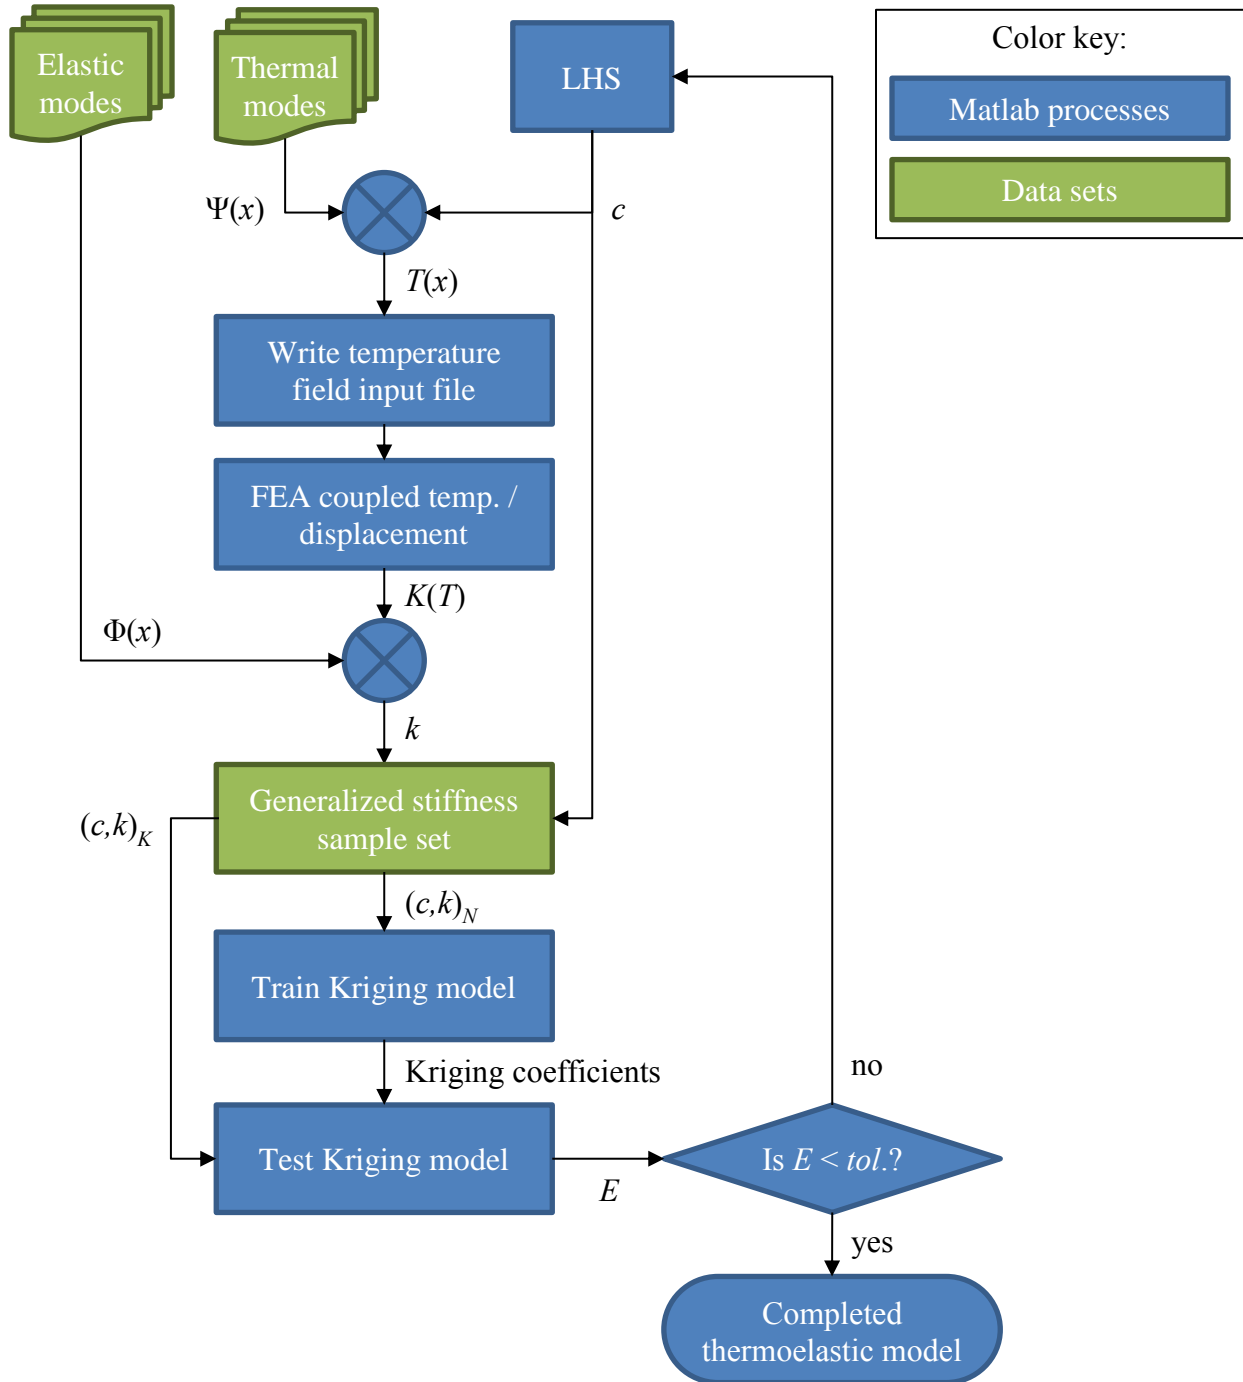 Elastic
modes
Thermal
modes
LHS
Color key:
Matlab processes
Data sets
Ψ(x)
c
T(x)
Write temperature
field input file
FEA coupled temp. /
displacement
K(T)
Φ(x)
k
Generalized stiffness
sample set
(c,k)K
(c,k)N
Train Kriging model
Kriging coefficients
no
Test Kriging model
E
Is E < tol.?
yes
Completed
thermoelastic model